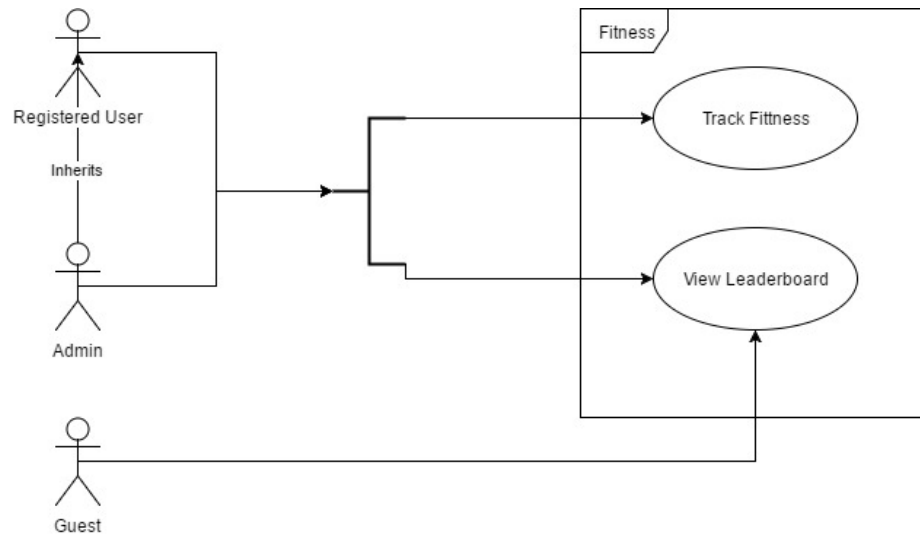 Fitness
Registered User
Track Fittness
Inherits
View Leaderboard
Admin
Guest